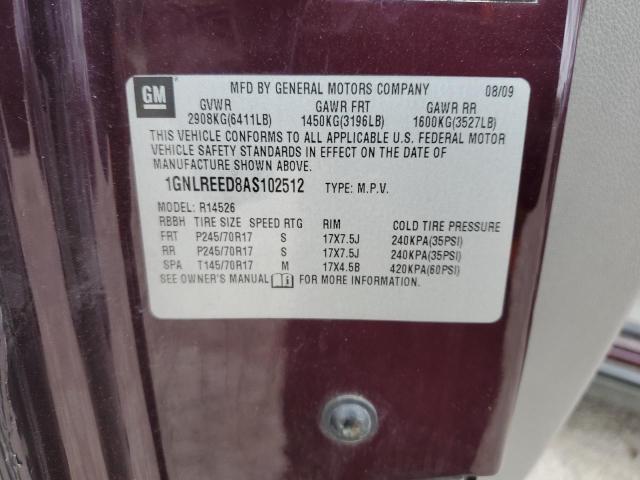 GM
MFD BY GENERAL MOTORS COMPANY 08/09
GVWR GAWR FRT GAWR RR
2908KG(6411LB) 1450KG(3196LB) 1600KG(3527LB)
THIS VEHICLE CONFORMS TO ALL APPLICABLE U.S. FEDERAL MOTOR
VEHICLE SAFETY STANDARDS IN EFFECT ON THE DATE OF
MANUFACTURE SHOWN ABOVE.
1GNLREED8AS102512 TYPE: M.P.V.
MODEL: R14526
RBBH TIRE SIZE SPEED RTG RIM COLD TIRE PRESSURE
FRT P245/70R17 S 17X7.5J 240KPA(35PSI)
RR P245/70R17 S 17X7.5J 240KPA(35PSI)
SPA T145/70R17 M 17X4.5B 420KPA(60PSI)
SEE OWNER'S MANUAL FOR MORE INFORMATION.